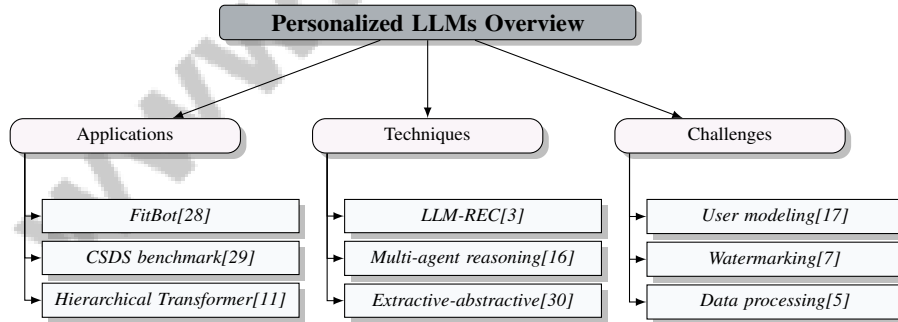 Personalized LLMs Overview
Applications
Techniques
Challenges
FitBot[28]
LLM-REC[3]
User modeling[17]
CSDS benchmark[29]
Multi-agent reasoning[16]
Watermarking[7]
Hierarchical Transformer[11]
Extractive-abstractive[30]
Data processing[5]